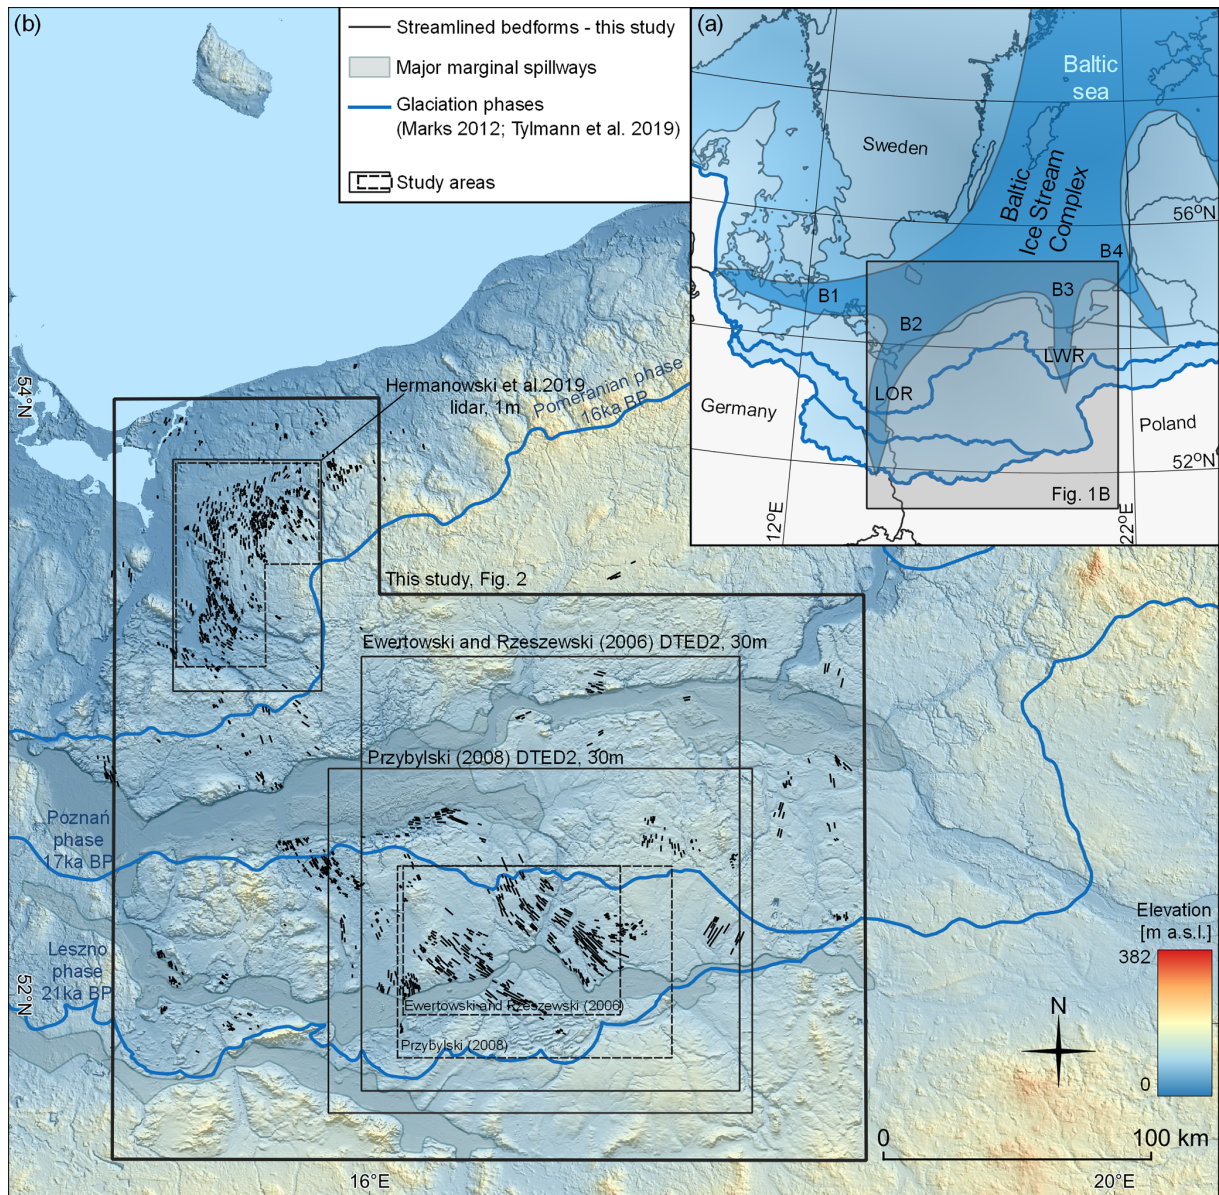 (b)
Streamlined bedforms - this study
Major marginal spillways
Glaciation phases
(Marks 2012; Tylmann et al. 2019)
Study areas
(a)
Baltic
sea
Sweden
Baltic
Ice Stream
Complex
56°N
B4
B1
B3
B2
LWR
LOR
Germany
Poland
52°N
Fig. 1B
12°E
22°E
54°N
Hermanowski et al.2019
lidar, 1m
Pomeranian phase
16ka BP
This study, Fig. 2
Ewertowski and Rzeszewski (2006) DTED2, 30m
Przybylski (2008) DTED2, 30m
Poznań
phase
17ka BP
Leszno
phase
21ka BP
52°N
Ewertowski and Rzeszewski (2006)
Przybylski (2008)
Elevation
[m a.s.l.]
382
0
N
0
100 km
16°E
20°E